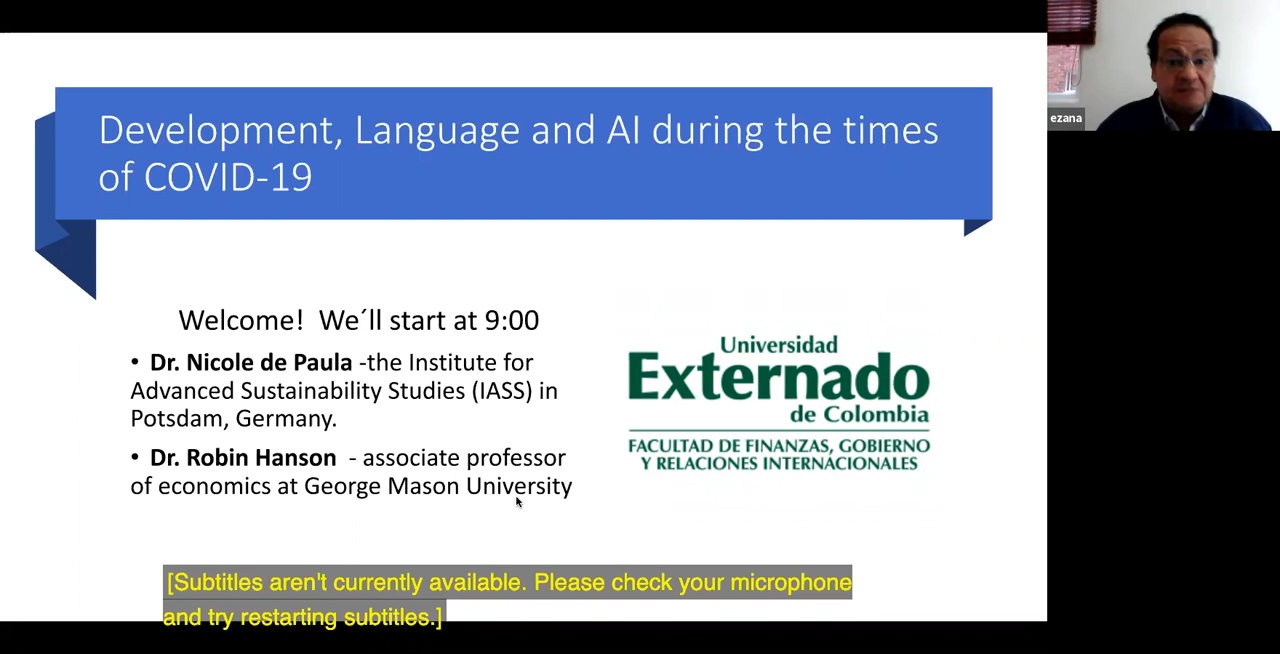 Development, Language and AI during the times
of COVID-19
Welcome! We´ll start at 9:00
• Dr. Nicole de Paula -the Institute for
Advanced Sustainability Studies (IASS) in
Potsdam, Germany.
• Dr. Robin Hanson - associate professor
of economics at George Mason University
Universidad
Externado
de Colombia
FACULTAD DE FINANZAS, GOBIERNO
Y RELACIONES INTERNACIONALES
[Subtitles aren't currently available. Please check your microphone
and try restarting subtitles.]
ezana